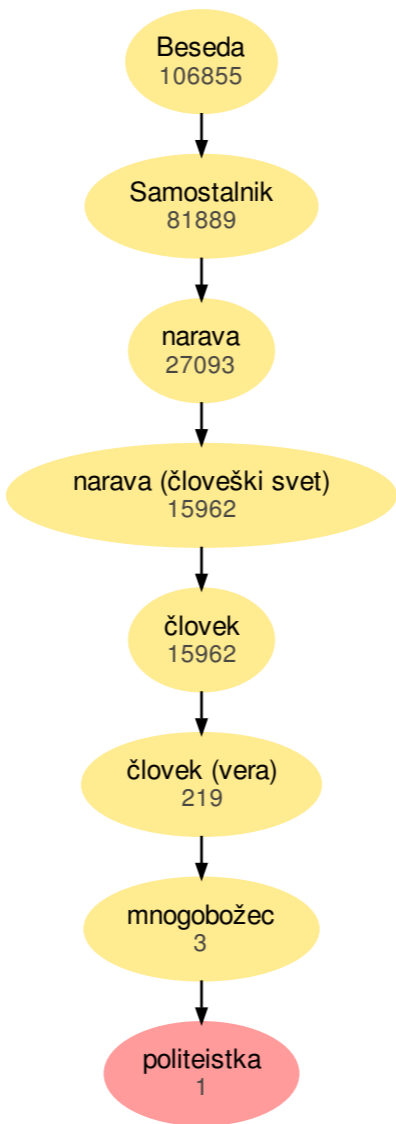 Beseda
106855
Samostalnik
81889
narava
27093
narava (človeški svet)
15962
človek
15962
človek (vera)
219
mnogobožec
3
politeistka
1